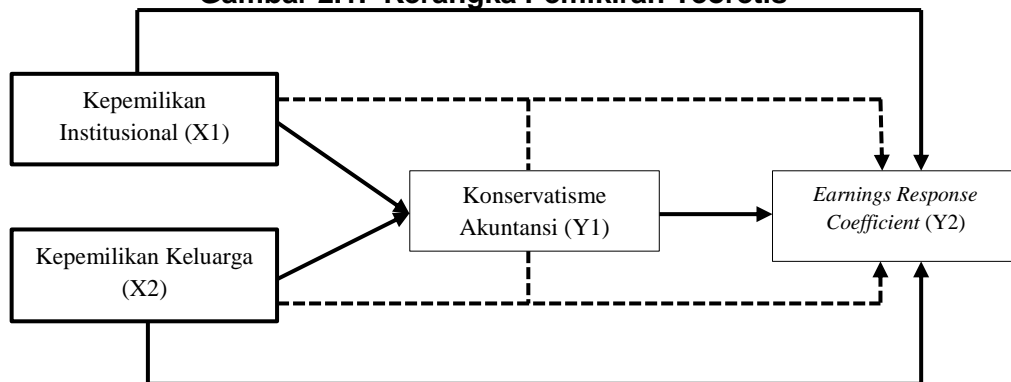 Gambar 2.1. Kerangka Pemikiran Teoretis
Kepemilikan
Institusional (X1)
Kepemilikan Keluarga
(X2)
Konservatisme
Akuntansi (Y1)
Earnings Response
Coefficient (Y2)